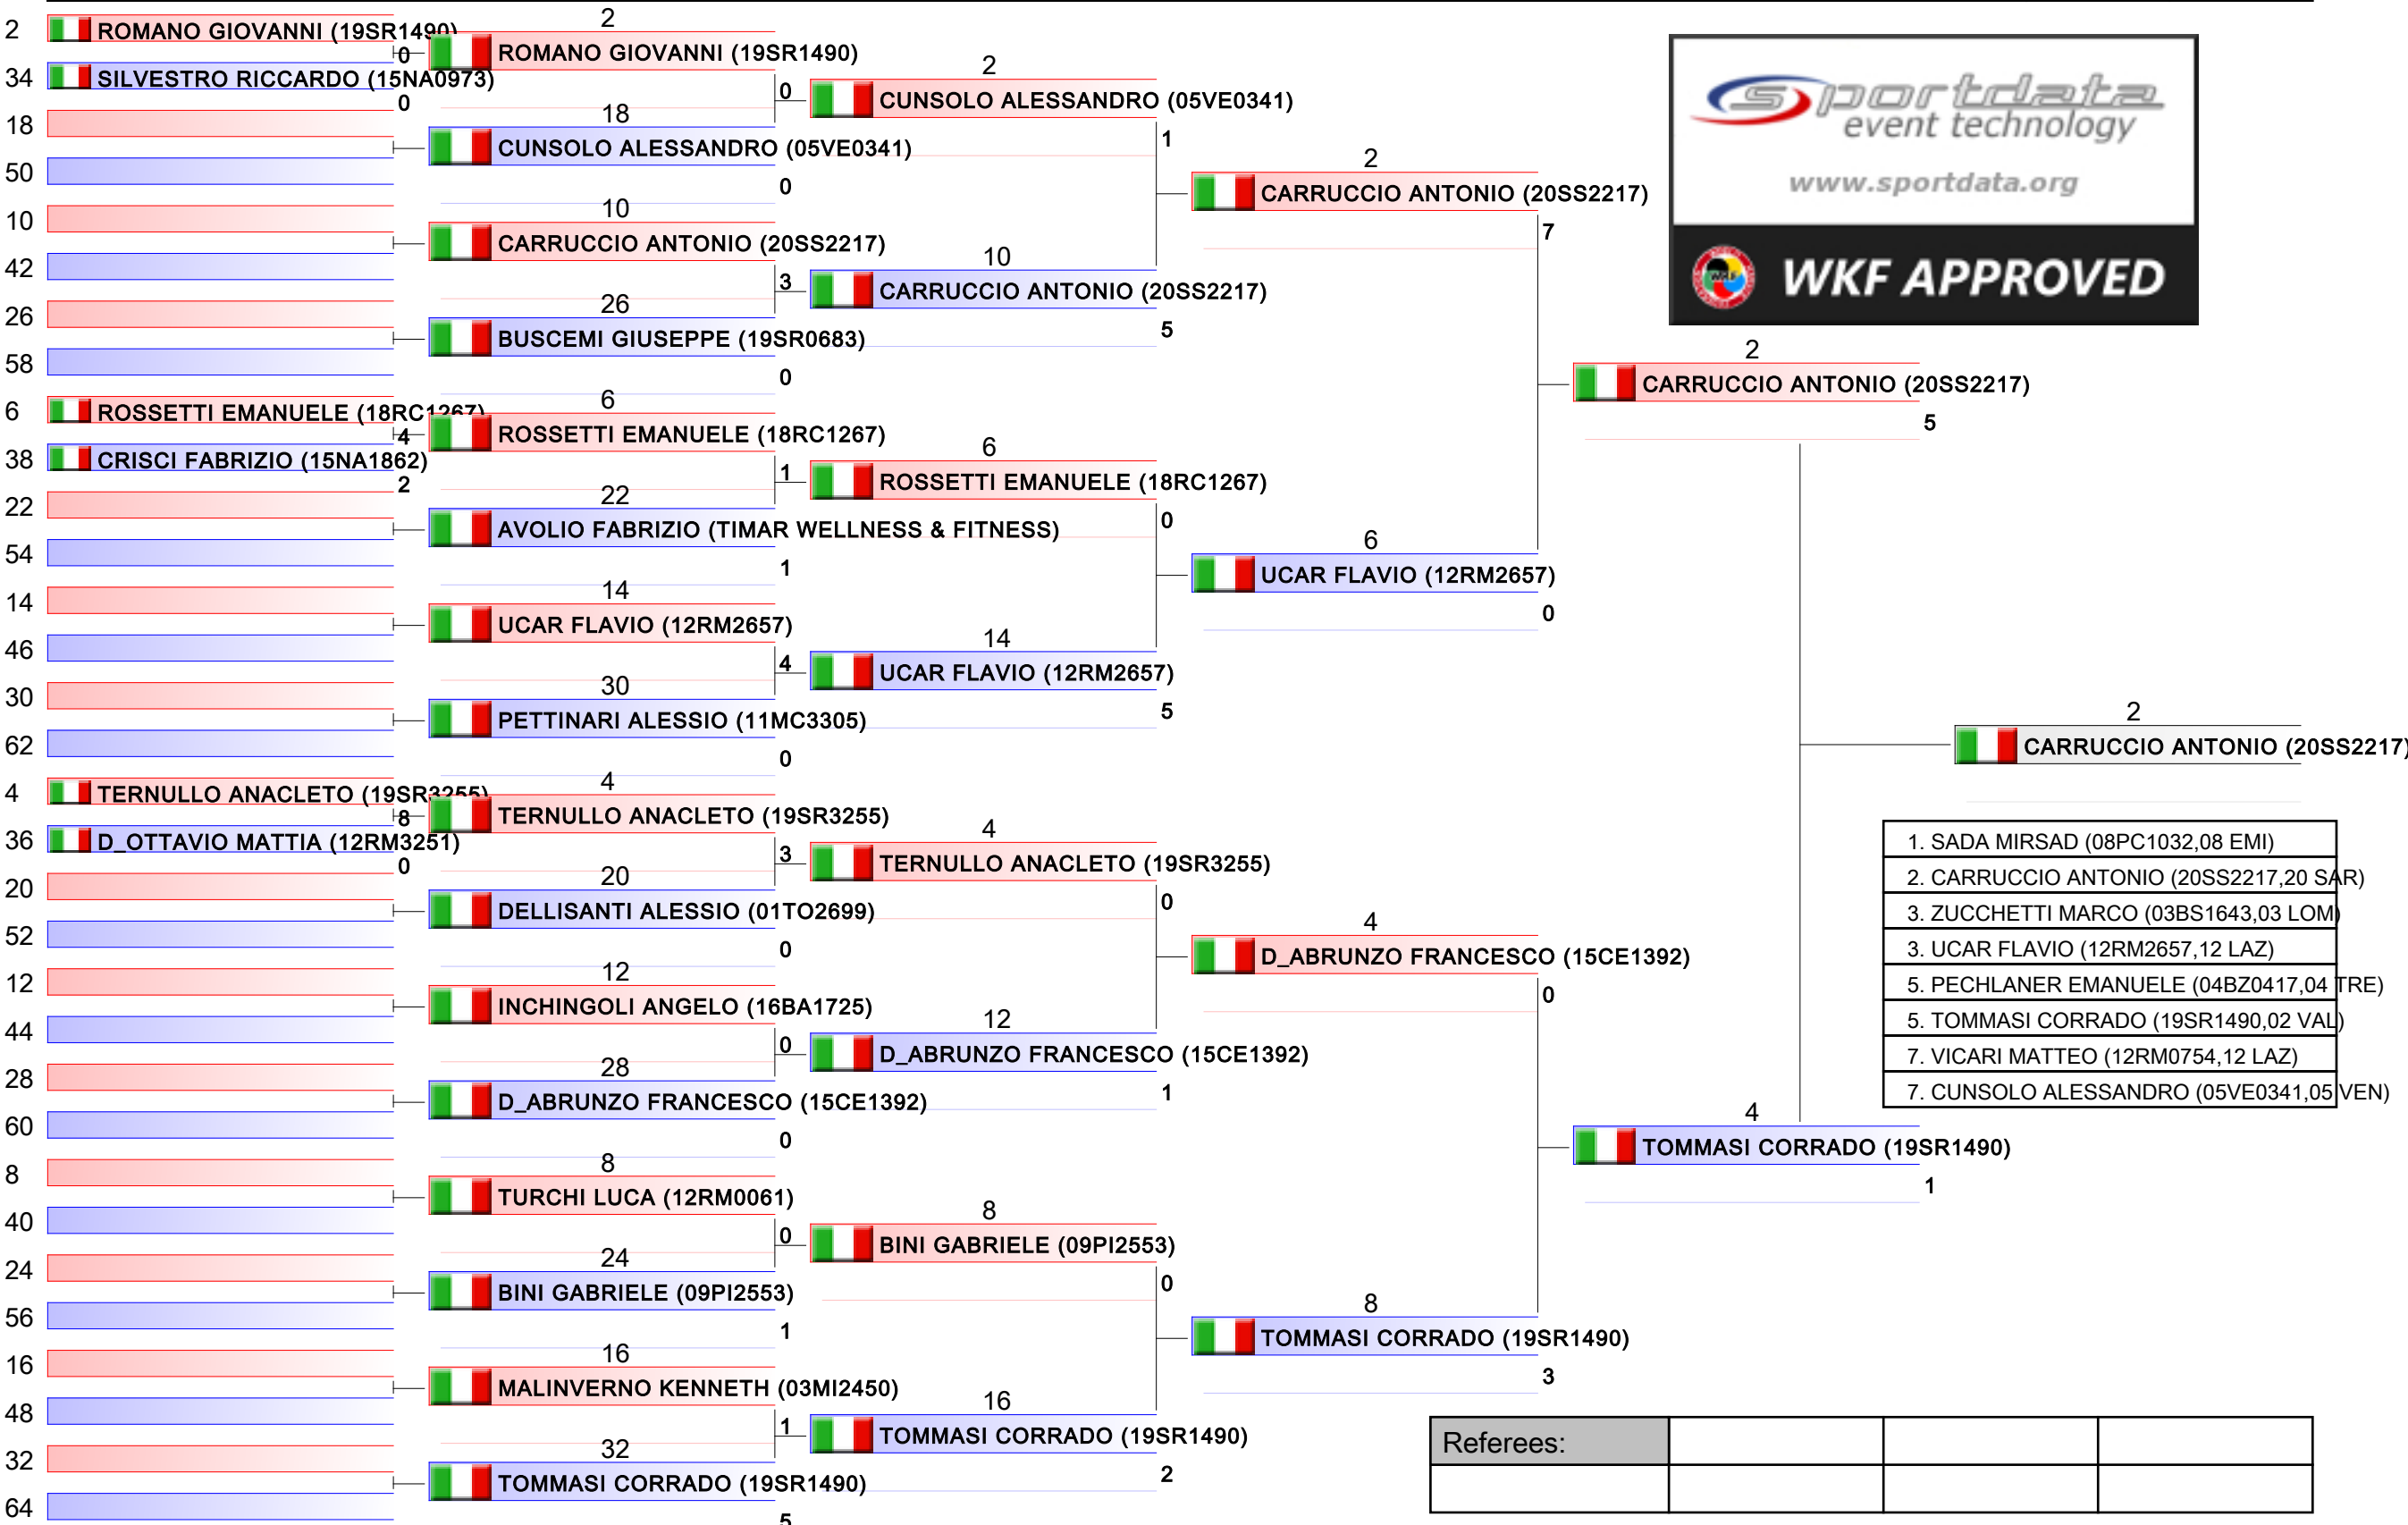 2 ROMANO GIOVANNI (19SR1490)
0
34 SILVESTRO RICCARDO (15NA0973)
0
18
50
10
42
26
58
6 ROSSETTI EMANUELE (18RC1267)
4
38 CRISCI FABRIZIO (15NA1862)
2
22
54
14
46
30
62
4 TERNULLO ANACLETO (19SR3255)
8
36 D_OTTAVIO MATTIA (12RM3251)
0
20
52
12
44
28
60
8
40
24
56
16
48
32
64
2
ROMANO GIOVANNI (19SR1490)
0
18
CUNSOLO ALESSANDRO (05VE0341)
0
10
CARRUCCIO ANTONIO (20SS2217)
3
26
BUSCEMI GIUSEPPE (19SR0683)
0
6
ROSSETTI EMANUELE (18RC1267)
1
22
AVOLIO FABRIZIO (TIMAR WELLNESS & FITNESS)
1
14
UCAR FLAVIO (12RM2657)
4
30
PETTINARI ALESSIO (11MC3305)
0
4
TERNULLO ANACLETO (19SR3255)
3
20
DELLISANTI ALESSIO (01TO2699)
0
12
INCHINGOLI ANGELO (16BA1725)
0
28
D_ABRUNZO FRANCESCO (15CE1392)
0
8
TURCHI LUCA (12RM0061)
0
24
BINI GABRIELE (09PI2553)
1
16
MALINVERNO KENNETH (03MI2450)
1
32
TOMMASI CORRADO (19SR1490)
5
2
CUNSOLO ALESSANDRO (05VE0341)
1
10
CARRUCCIO ANTONIO (20SS2217)
5
6
ROSSETTI EMANUELE (18RC1267)
0
14
UCAR FLAVIO (12RM2657)
5
4
TERNULLO ANACLETO (19SR3255)
0
12
D_ABRUNZO FRANCESCO (15CE1392)
1
8
BINI GABRIELE (09PI2553)
0
16
TOMMASI CORRADO (19SR1490)
2
2
CARRUCCIO ANTONIO (20SS2217)
7
6
UCAR FLAVIO (12RM2657)
0
4
D_ABRUNZO FRANCESCO (15CE1392)
0
8
TOMMASI CORRADO (19SR1490)
3
2
CARRUCCIO ANTONIO (20SS2217)
5
4
TOMMASI CORRADO (19SR1490)
1
2
CARRUCCIO ANTONIO (20SS2217)
sportdata
event technology
www.sportdata.org
WKF APPROVED
1. SADA MIRSAD (08PC1032,08 EMI)
2. CARRUCCIO ANTONIO (20SS2217,20 SAR)
3. ZUCCHETTI MARCO (03BS1643,03 LOM)
3. UCAR FLAVIO (12RM2657,12 LAZ)
5. PECHLANER EMANUELE (04BZ0417,04 TRE)
5. TOMMASI CORRADO (19SR1490,02 VAL)
7. VICARI MATTEO (12RM0754,12 LAZ)
7. CUNSOLO ALESSANDRO (05VE0341,05 VEN)
Referees: